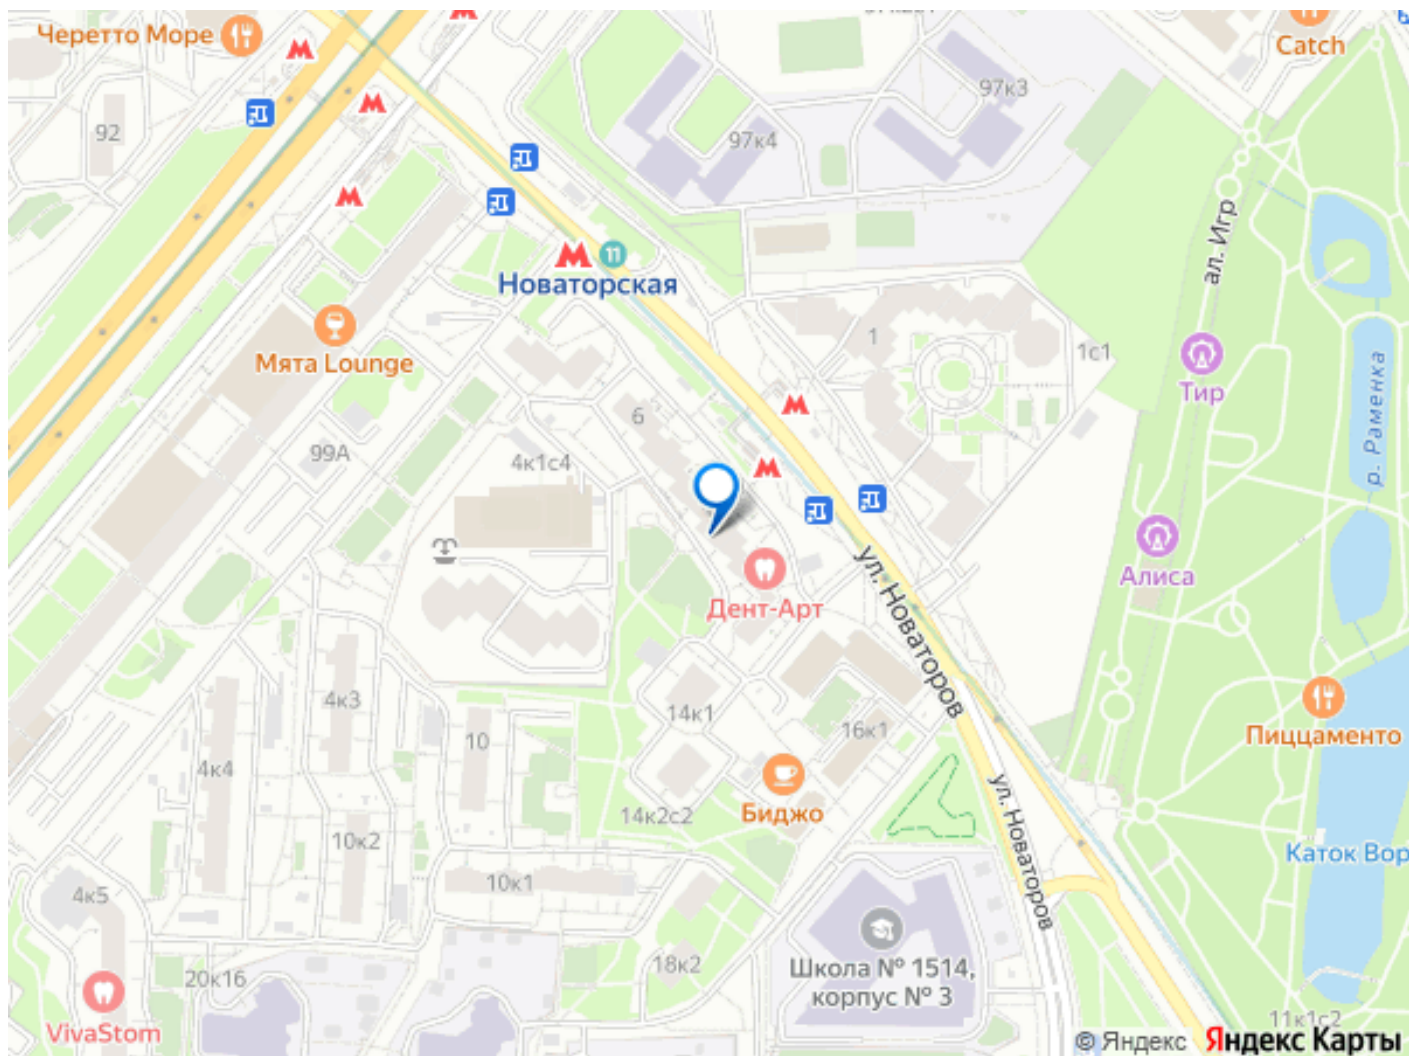 Черетто Море
Catch
92
97к3
97к4
ал. Игр
11
Новаторская
Мята Lounge
1
1с1
Тир
р. Раменка
6
99А
4к1с4
Алиса
Дент-Арт
ул. Новаторов
4к3
14к1
16к1
10
Пиццаменто
4к4
Биджо
14к2с2
ул. Новаторов
10к2
Каток Вор
10к1
4к5
18к2
20к16
Школа № 1514,
корпус № 3
VivaStom
11к1с2
© Яндекс Яндекс Карты